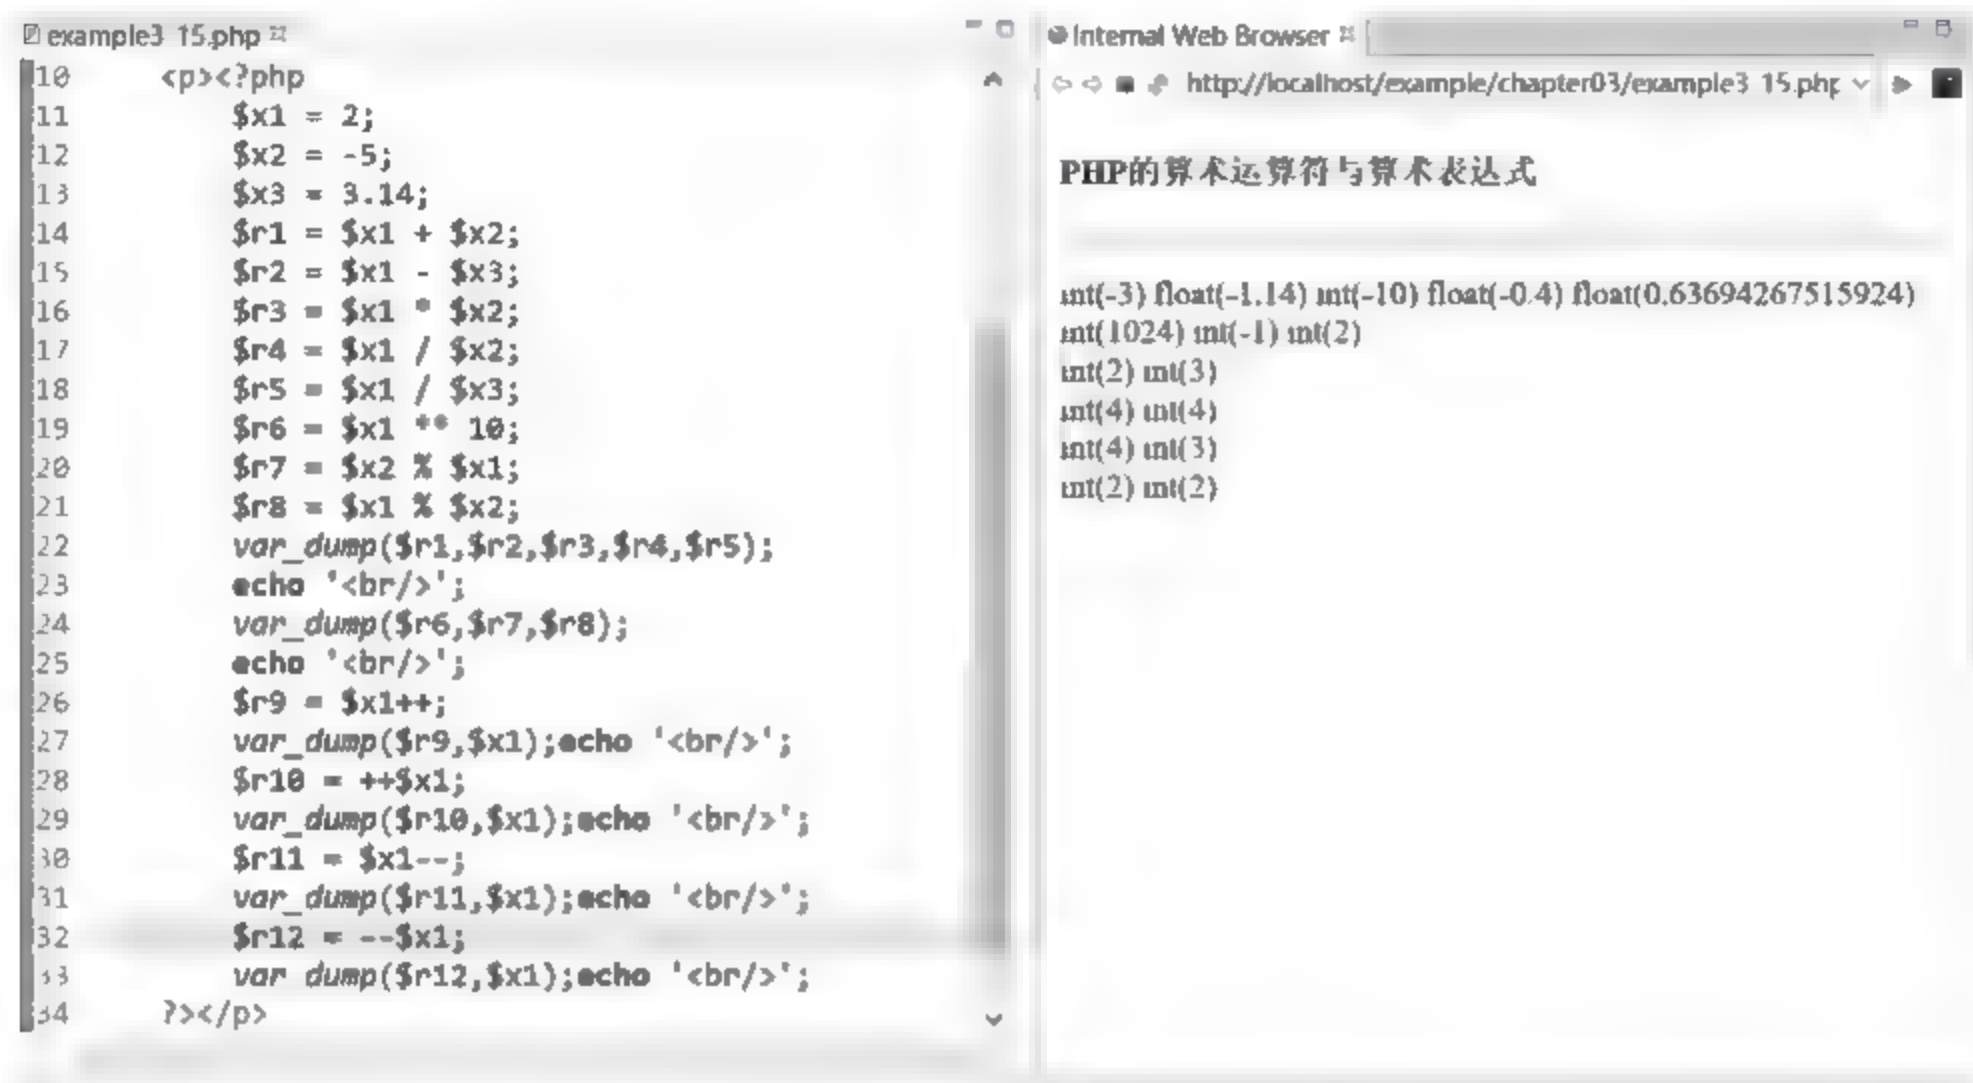 example3_15.php
10 <p><?php
11 $x1 = 2;
12 $x2 = -5;
13 $x3 = 3.14;
14 $r1 = $x1 + $x2;
15 $r2 = $x1 - $x3;
16 $r3 = $x1 * $x2;
17 $r4 = $x1 / $x2;
18 $r5 = $x1 / $x3;
19 $r6 = $x1 ** 10;
20 $r7 = $x2 % $x1;
21 $r8 = $x1 % $x2;
22 var_dump($r1,$r2,$r3,$r4,$r5);
23 echo '<br/>';
24 var_dump($r6,$r7,$r8);
25 echo '<br/>';
26 $r9 = $x1++;
27 var_dump($r9,$x1);echo '<br/>';
28 $r10 = ++$x1;
29 var_dump($r10,$x1);echo '<br/>';
30 $r11 = $x1--;
31 var_dump($r11,$x1);echo '<br/>';
32 $r12 = --$x1;
33 var_dump($r12,$x1);echo '<br/>';
34 ?></p>
Internal Web Browser
http://localhost/example/chapter03/example3_15.php
PHP的算术运算符与算术表达式
int(-3) float(-1.14) int(-10) float(-0.4) float(0.63694267515924)
int(1024) int(-1) int(2)
int(2) int(3)
int(4) int(4)
int(4) int(3)
int(2) int(2)